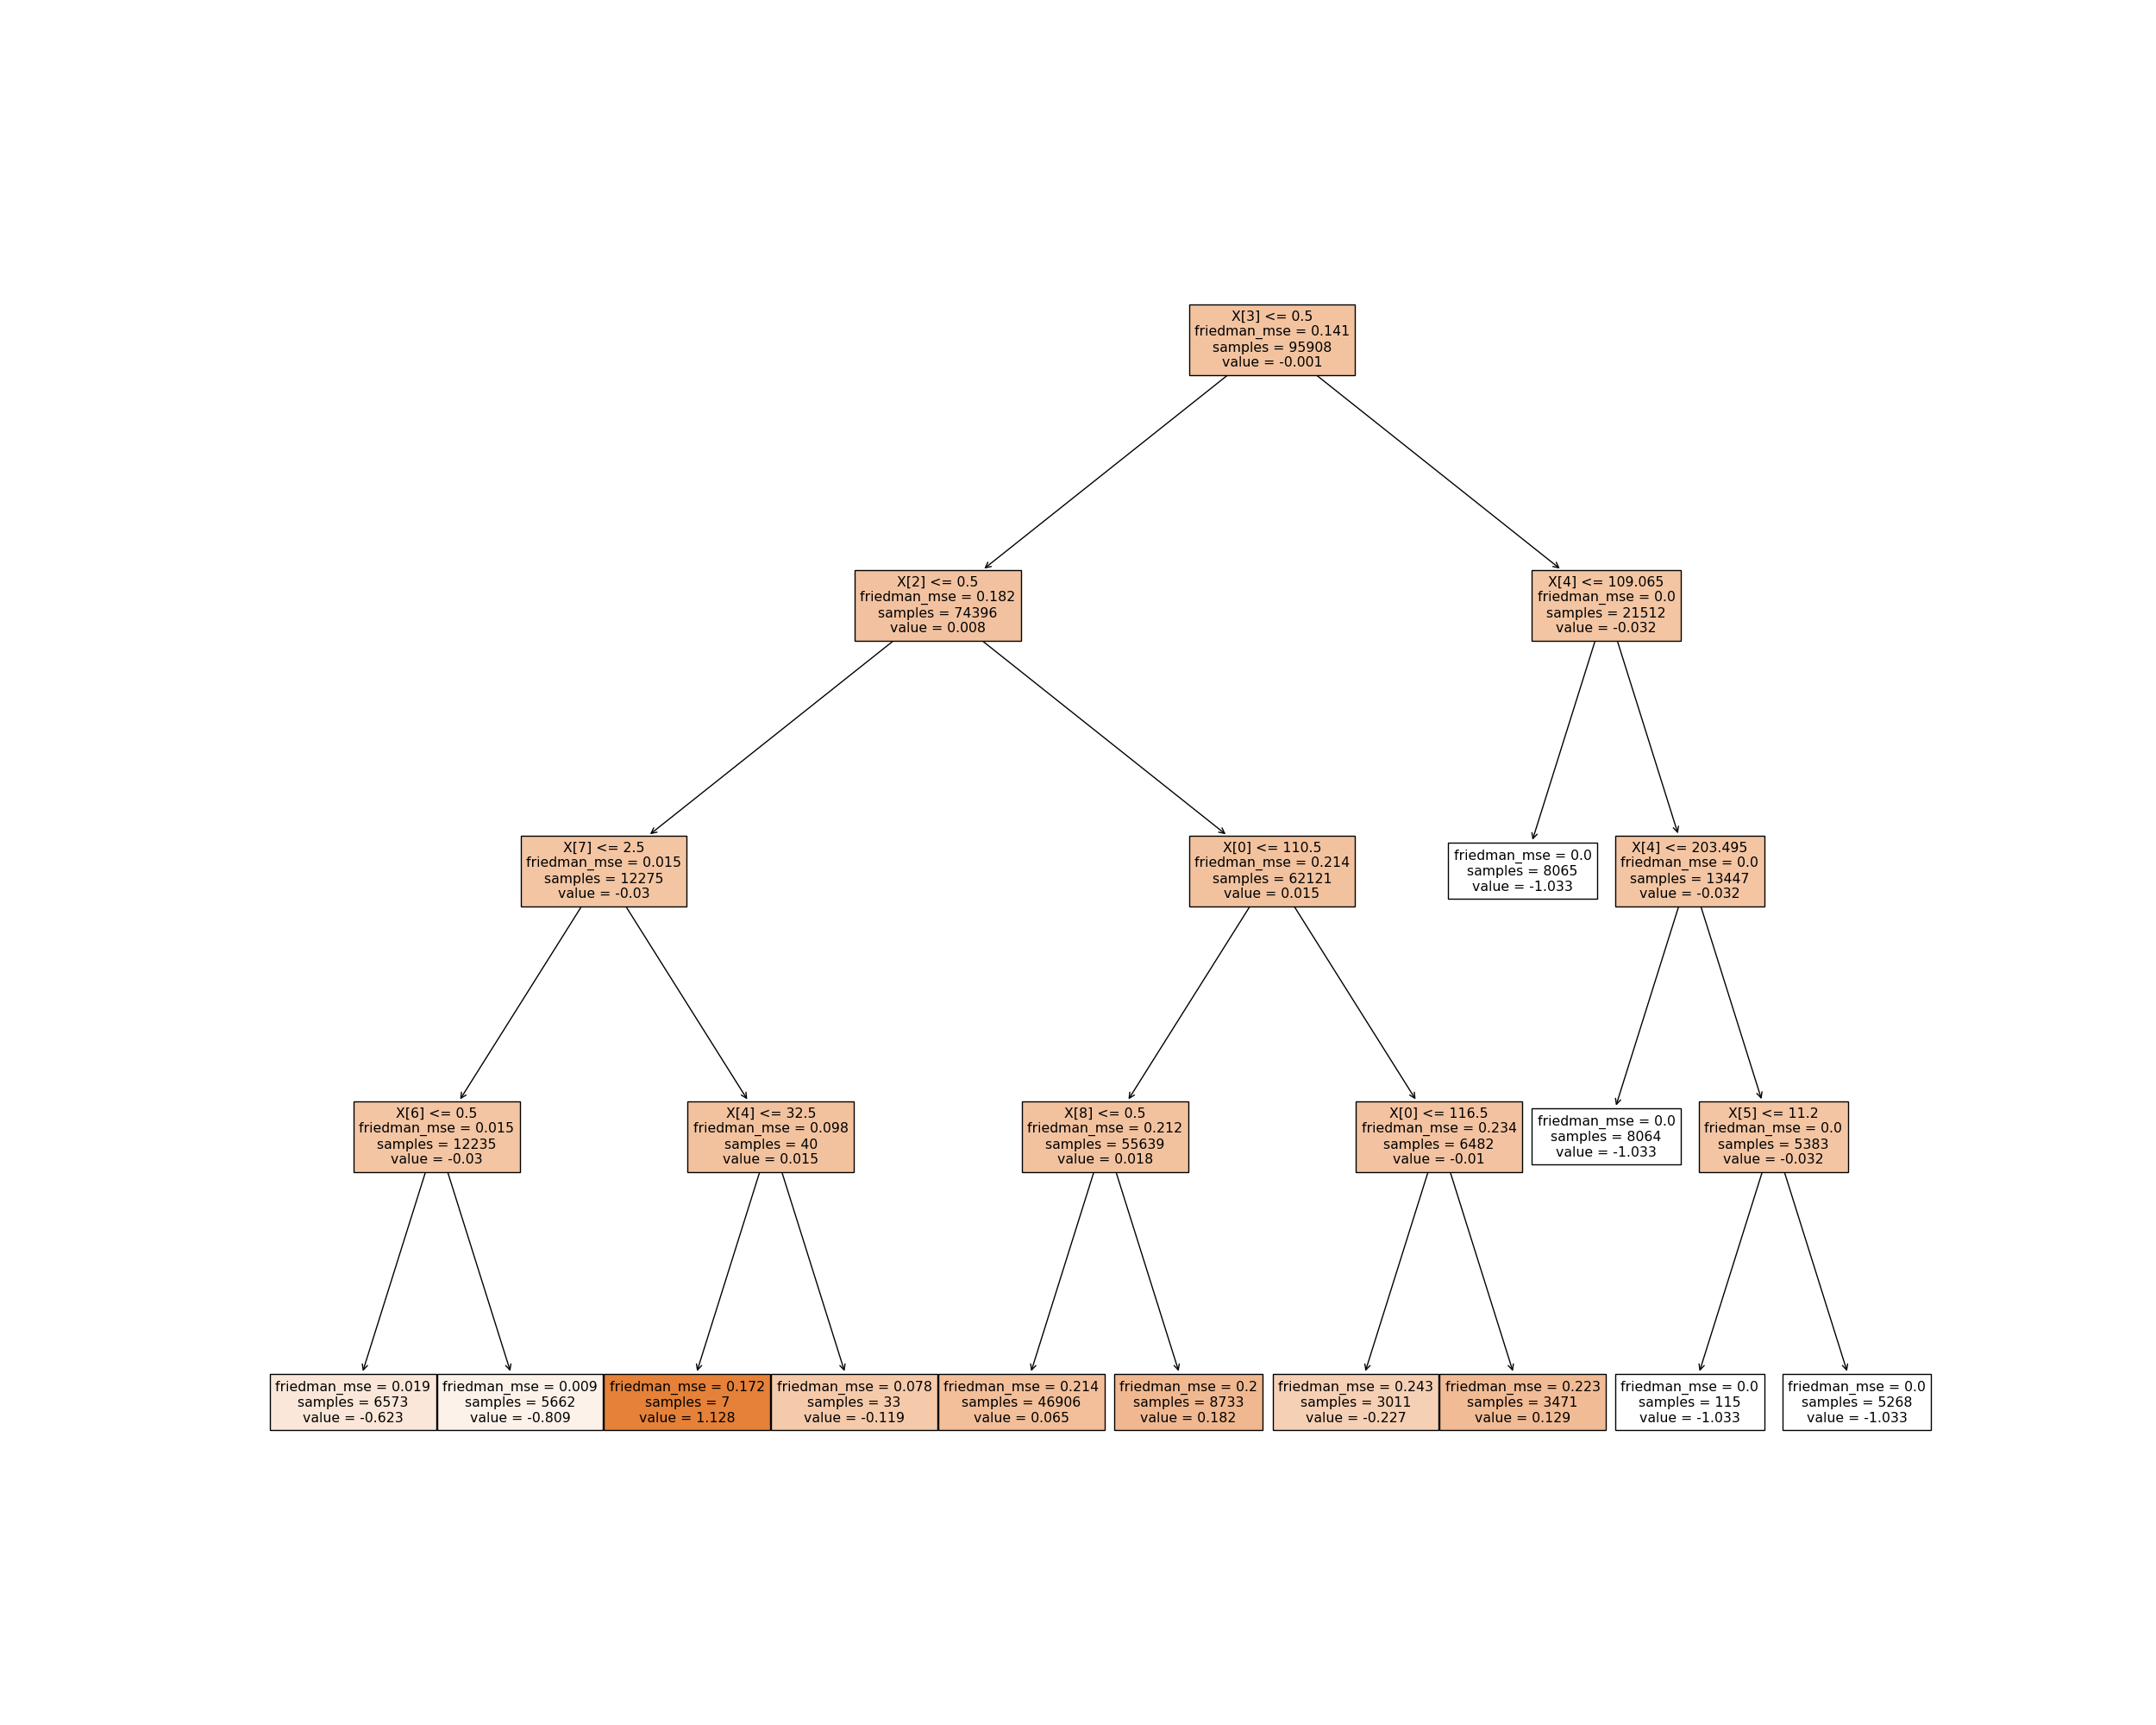 X[3] <= 0.5
friedman_mse = 0.141
samples = 95908
value = -0.001
X[2] <= 0.5
friedman_mse = 0.182
samples = 74396
value = 0.008
X[4] <= 109.065
friedman_mse = 0.0
samples = 21512
value = -0.032
X[7] <= 2.5
friedman_mse = 0.015
samples = 12275
value = -0.03
X[0] <= 110.5
friedman_mse = 0.214
samples = 62121
value = 0.015
friedman_mse = 0.0
samples = 8065
value = -1.033
X[4] <= 203.495
friedman_mse = 0.0
samples = 13447
value = -0.032
X[6] <= 0.5
friedman_mse = 0.015
samples = 12235
value = -0.03
X[4] <= 32.5
friedman_mse = 0.098
samples = 40
value = 0.015
X[8] <= 0.5
friedman_mse = 0.212
samples = 55639
value = 0.018
X[0] <= 116.5
friedman_mse = 0.234
samples = 6482
value = -0.01
friedman_mse = 0.0
samples = 8064
value = -1.033
X[5] <= 11.2
friedman_mse = 0.0
samples = 5383
value = -0.032
friedman_mse = 0.019
samples = 6573
value = -0.623
friedman_mse = 0.009
samples = 5662
value = -0.809
friedman_mse = 0.172
samples = 7
value = 1.128
friedman_mse = 0.078
samples = 33
value = -0.119
friedman_mse = 0.214
samples = 46906
value = 0.065
friedman_mse = 0.2
samples = 8733
value = 0.182
friedman_mse = 0.243
samples = 3011
value = -0.227
friedman_mse = 0.223
samples = 3471
value = 0.129
friedman_mse = 0.0
samples = 115
value = -1.033
friedman_mse = 0.0
samples = 5268
value = -1.033